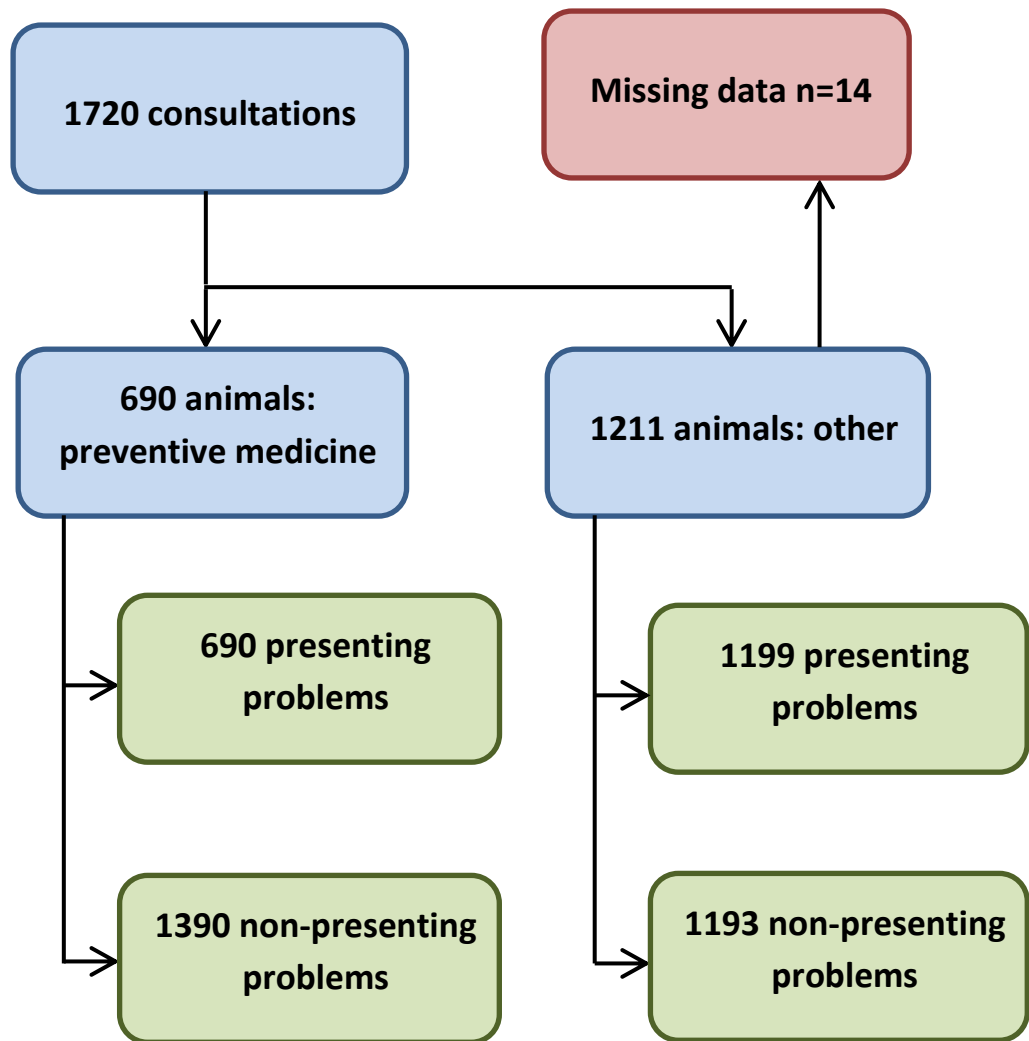 1720 consultations
Missing data n=14
690 animals:
preventive medicine
1211 animals: other
690 presenting
problems
1199 presenting
problems
1390 non-presenting
problems
1193 non-presenting
problems